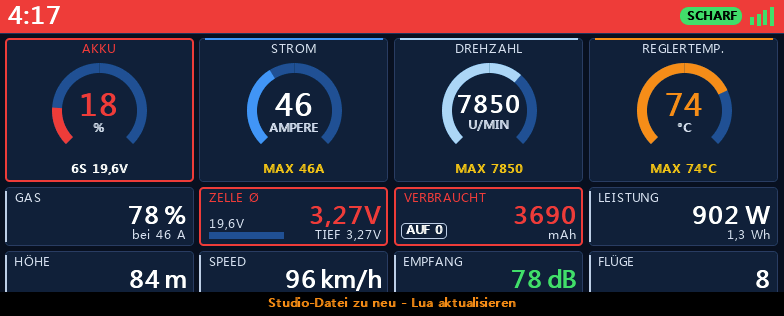 4:17 SCHARF
AKKU STROM DREHZAHL REGLERTEMP.
18 46 7850 74
% AMPERE U/MIN °C
6S 19,6V MAX 46A MAX 7850 MAX 74°C
GAS ZELLE Ø VERBRAUCHT LEISTUNG
78 % 19,6V 3,27V 3690 902 W
bei 46 A TIEF 3,27V AUF 0 mAh 1,3 Wh
HÖHE SPEED EMPFANG FLÜGE
84 m 96 km/h 78 dB 8
Studio-Datei zu neu - Lua aktualisieren